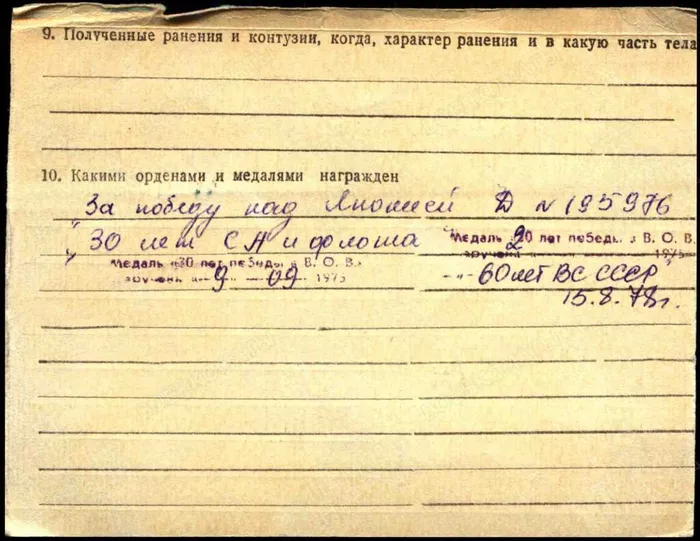 9. Полученные ранения и контузии, когда, характер ранения и в какую часть тела
10. Какими орденами и медалями награжден
За победу над Японией Д N 195976
"30 лет СА и флота Медаль «20 лет победы в В. О. В.
вручена 1975
Медаль «30 лет победы в В. О. В.»
вручена 9 09 1975
-"- 60 лет ВС СССР"
15.8.78г.